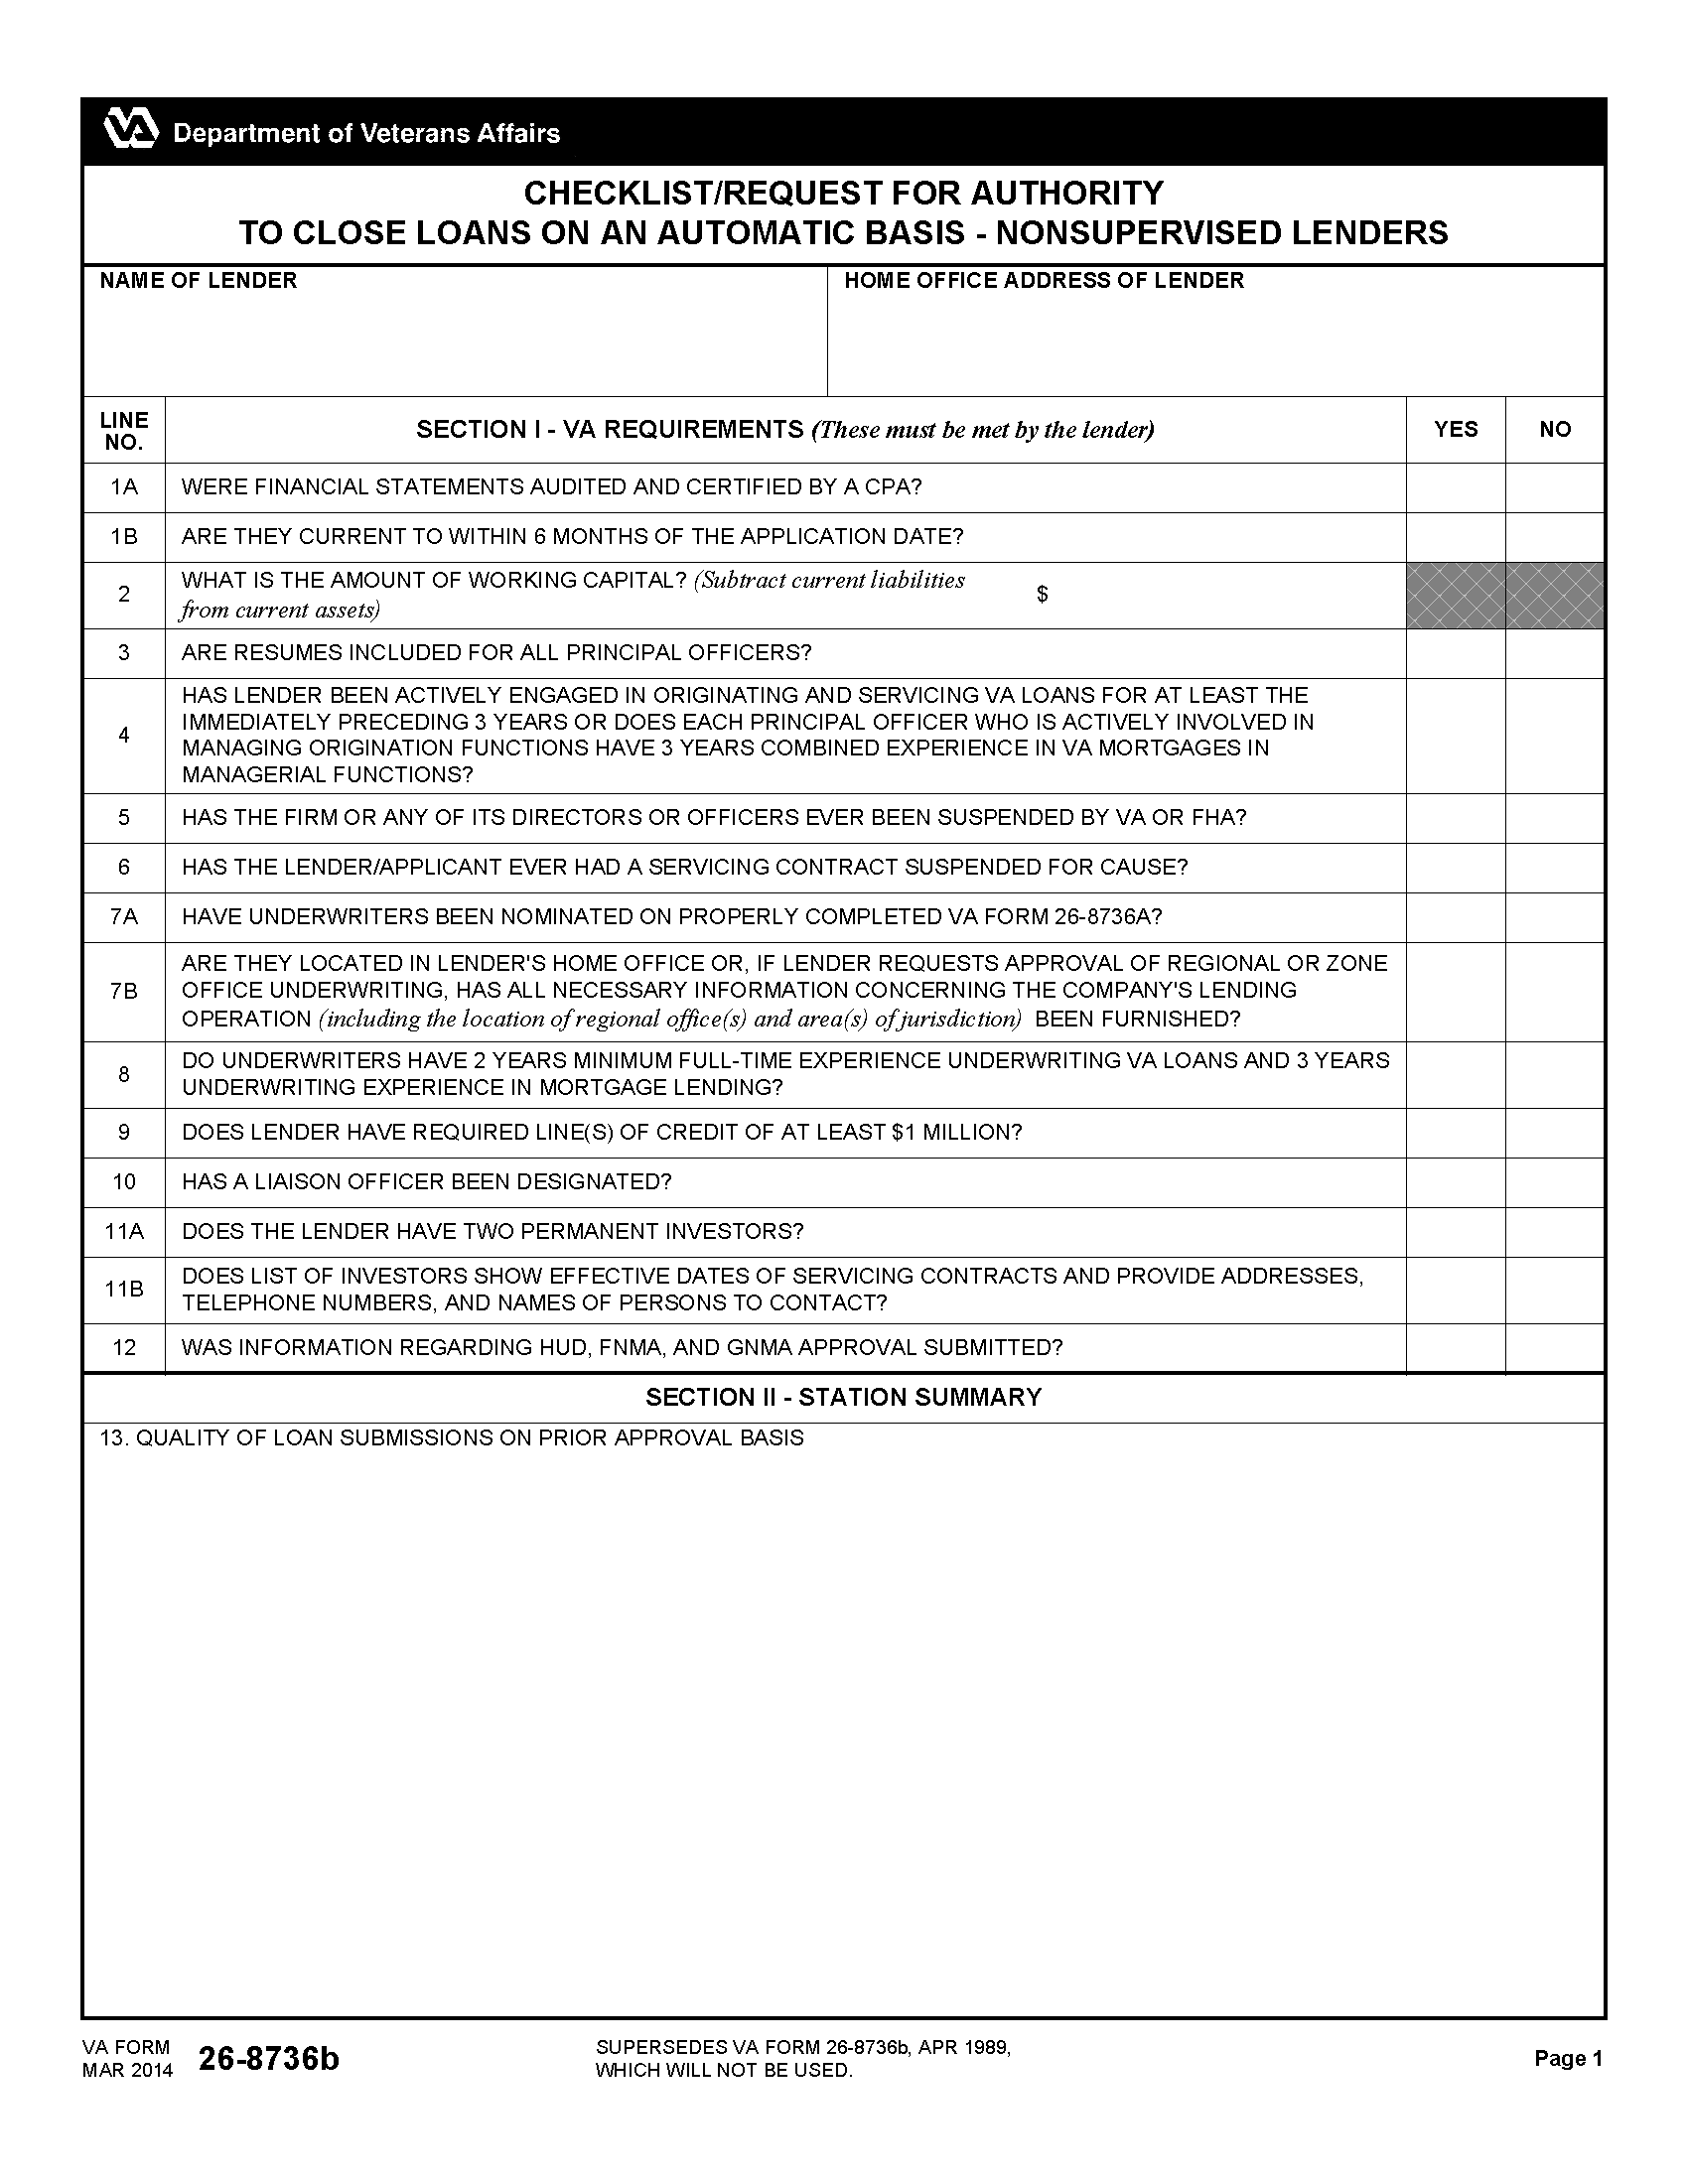 VA Department of Veterans Affairs
CHECKLIST/REQUEST FOR AUTHORITY
TO CLOSE LOANS ON AN AUTOMATIC BASIS - NONSUPERVISED LENDERS
NAME OF LENDER
HOME OFFICE ADDRESS OF LENDER
LINE
NO.
SECTION I - VA REQUIREMENTS (These must be met by the lender)
YES
NO
1A
WERE FINANCIAL STATEMENTS AUDITED AND CERTIFIED BY A CPA?
1B
ARE THEY CURRENT TO WITHIN 6 MONTHS OF THE APPLICATION DATE?
2
WHAT IS THE AMOUNT OF WORKING CAPITAL? (Subtract current liabilities
from current assets)
$
3
ARE RESUMES INCLUDED FOR ALL PRINCIPAL OFFICERS?
4
HAS LENDER BEEN ACTIVELY ENGAGED IN ORIGINATING AND SERVICING VA LOANS FOR AT LEAST THE
IMMEDIATELY PRECEDING 3 YEARS OR DOES EACH PRINCIPAL OFFICER WHO IS ACTIVELY INVOLVED IN
MANAGING ORIGINATION FUNCTIONS HAVE 3 YEARS COMBINED EXPERIENCE IN VA MORTGAGES IN
MANAGERIAL FUNCTIONS?
5
HAS THE FIRM OR ANY OF ITS DIRECTORS OR OFFICERS EVER BEEN SUSPENDED BY VA OR FHA?
6
HAS THE LENDER/APPLICANT EVER HAD A SERVICING CONTRACT SUSPENDED FOR CAUSE?
7A
HAVE UNDERWRITERS BEEN NOMINATED ON PROPERLY COMPLETED VA FORM 26-8736A?
7B
ARE THEY LOCATED IN LENDER'S HOME OFFICE OR, IF LENDER REQUESTS APPROVAL OF REGIONAL OR ZONE
OFFICE UNDERWRITING, HAS ALL NECESSARY INFORMATION CONCERNING THE COMPANY'S LENDING
OPERATION (including the location of regional office(s) and area(s) of jurisdiction) BEEN FURNISHED?
8
DO UNDERWRITERS HAVE 2 YEARS MINIMUM FULL-TIME EXPERIENCE UNDERWRITING VA LOANS AND 3 YEARS
UNDERWRITING EXPERIENCE IN MORTGAGE LENDING?
9
DOES LENDER HAVE REQUIRED LINE(S) OF CREDIT OF AT LEAST $1 MILLION?
10
HAS A LIAISON OFFICER BEEN DESIGNATED?
11A
DOES THE LENDER HAVE TWO PERMANENT INVESTORS?
11B
DOES LIST OF INVESTORS SHOW EFFECTIVE DATES OF SERVICING CONTRACTS AND PROVIDE ADDRESSES,
TELEPHONE NUMBERS, AND NAMES OF PERSONS TO CONTACT?
12
WAS INFORMATION REGARDING HUD, FNMA, AND GNMA APPROVAL SUBMITTED?
SECTION II - STATION SUMMARY
13. QUALITY OF LOAN SUBMISSIONS ON PRIOR APPROVAL BASIS
VA FORM
MAR 2014
26-8736b
SUPERSEDES VA FORM 26-8736b, APR 1989,
WHICH WILL NOT BE USED.
Page 1